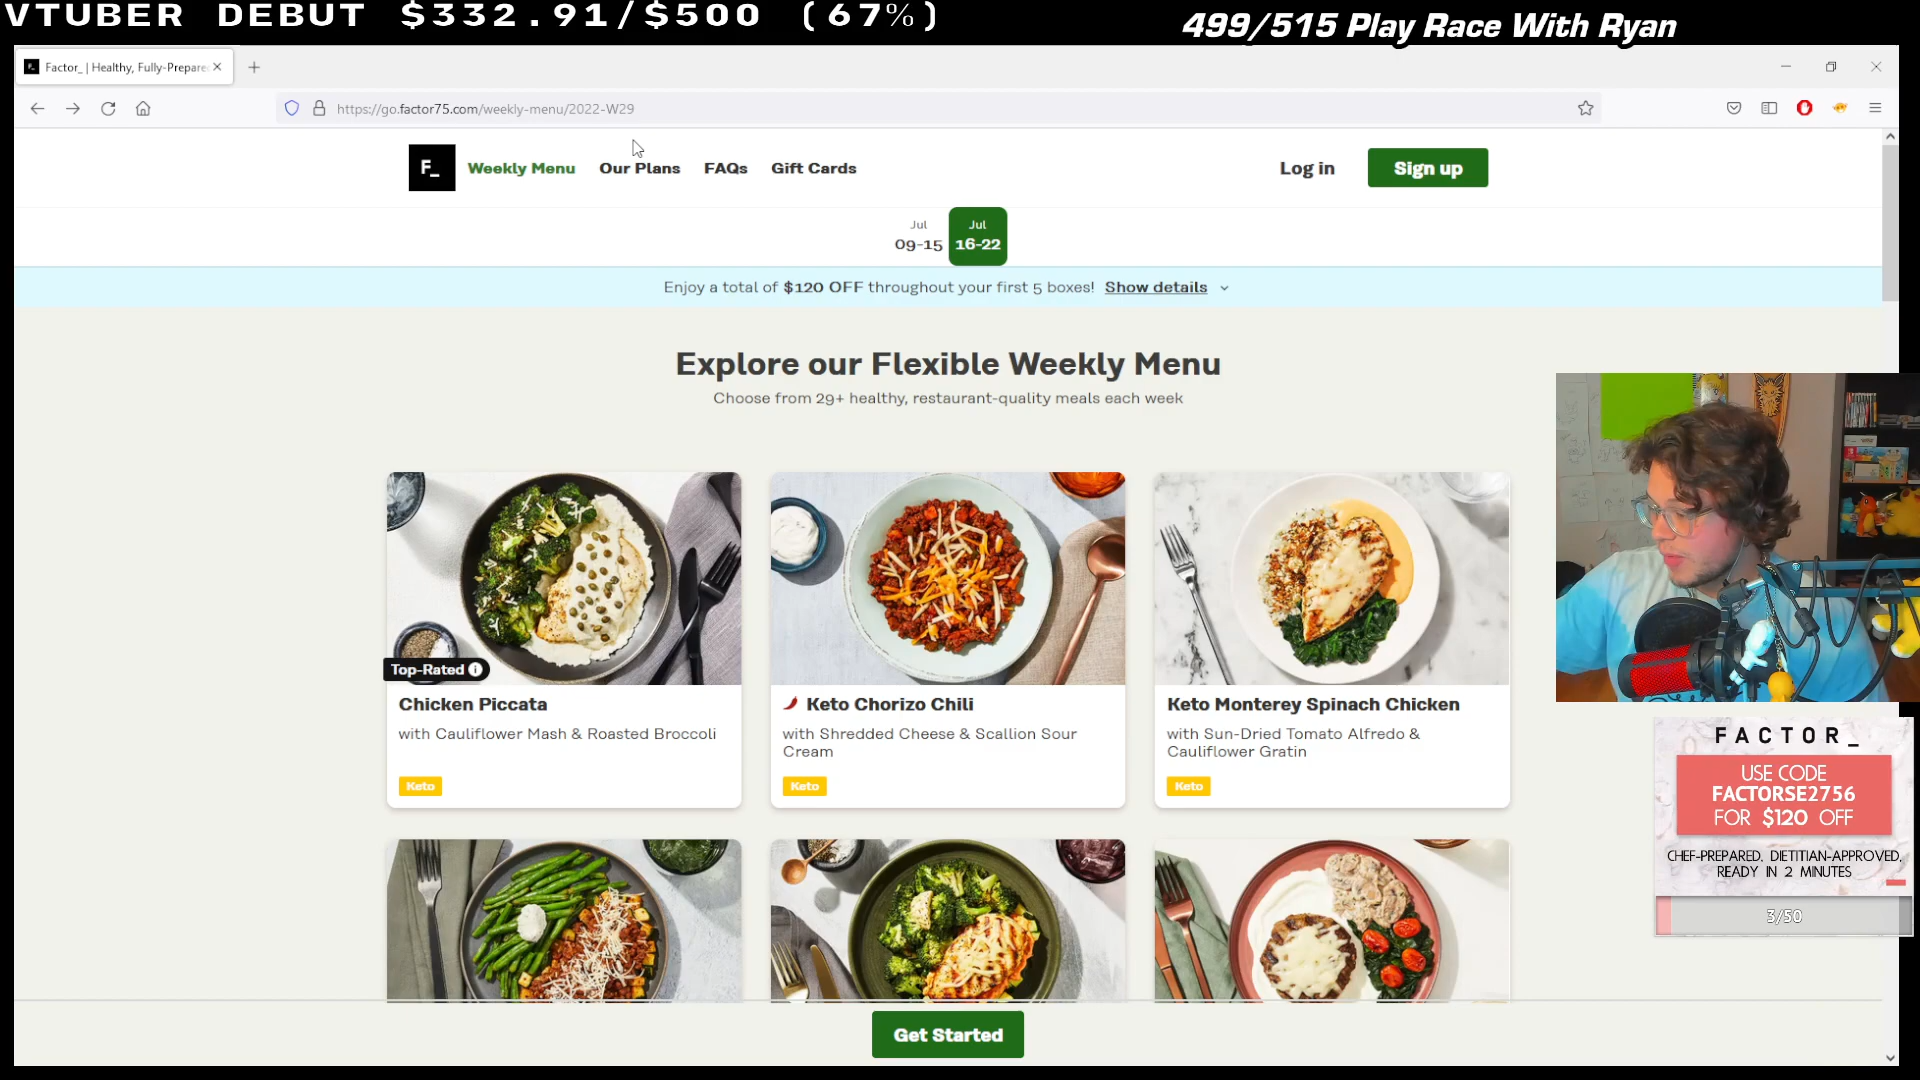 VTUBER DEBUT $332.91/$500 (67%)
499/515 Play Race With Ryan
Factor_ | Healthy, Fully-Prepare
https://go.factor75.com/weekly-menu/2022-W29
F_
Weekly Menu
Our Plans
FAQs
Gift Cards
Log in
Sign up
Jul
09-15
Jul
16-22
Enjoy a total of $120 OFF throughout your first 5 boxes! Show details
Explore our Flexible Weekly Menu
Choose from 29+ healthy, restaurant-quality meals each week
Top-Rated
Chicken Piccata
with Cauliflower Mash & Roasted Broccoli
Keto
Keto Chorizo Chili
with Shredded Cheese & Scallion Sour
Cream
Keto
Keto Monterey Spinach Chicken
with Sun-Dried Tomato Alfredo &
Cauliflower Gratin
Keto
FACTOR_
USE CODE
FACTORSE2756
FOR $120 OFF
CHEF-PREPARED, DIETITIAN-APPROVED,
READY IN 2 MINUTES
3/50
Get Started